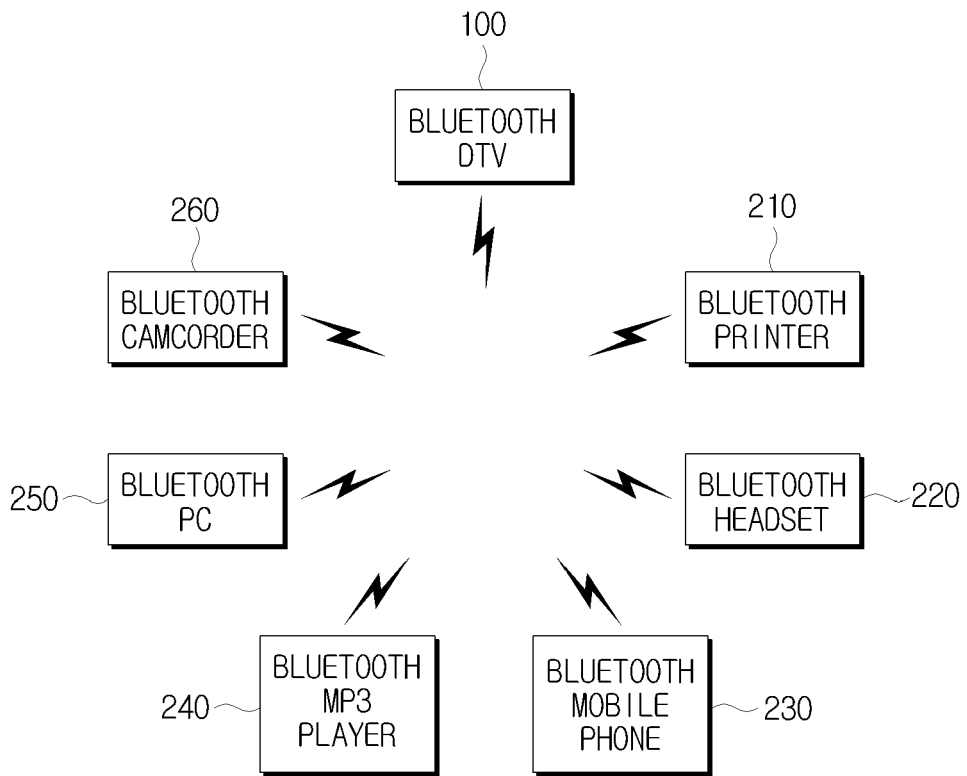 100
BLUETOOTH
DTV
260
BLUETOOTH
CAMCORDER
210
BLUETOOTH
PRINTER
250
BLUETOOTH
PC
BLUETOOTH
HEADSET
220
240
BLUETOOTH
MP3
PLAYER
BLUETOOTH
MOBILE
PHONE
230